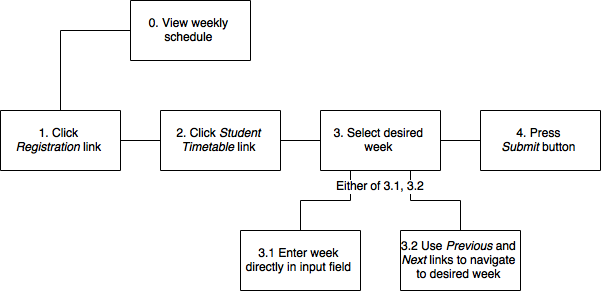 0. View weekly
schedule
1. Click
Registration link
2. Click Student
Timetable link
3. Select desired
week
4. Press
Submit button
Either of 3.1, 3.2
3.1 Enter week
directly in input field
3.2 Use Previous and
Next links to navigate
to desired week